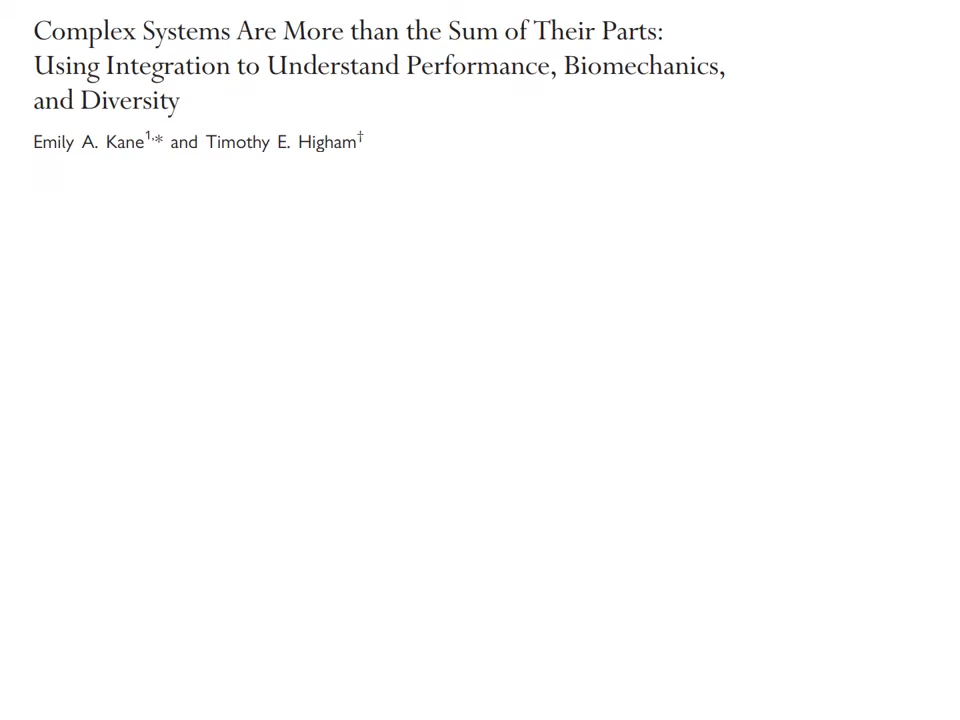 Complex Systems Are More than the Sum of Their Parts:
Using Integration to Understand Performance, Biomechanics,
and Diversity
Emily A. Kane1,* and Timothy E. Higham†